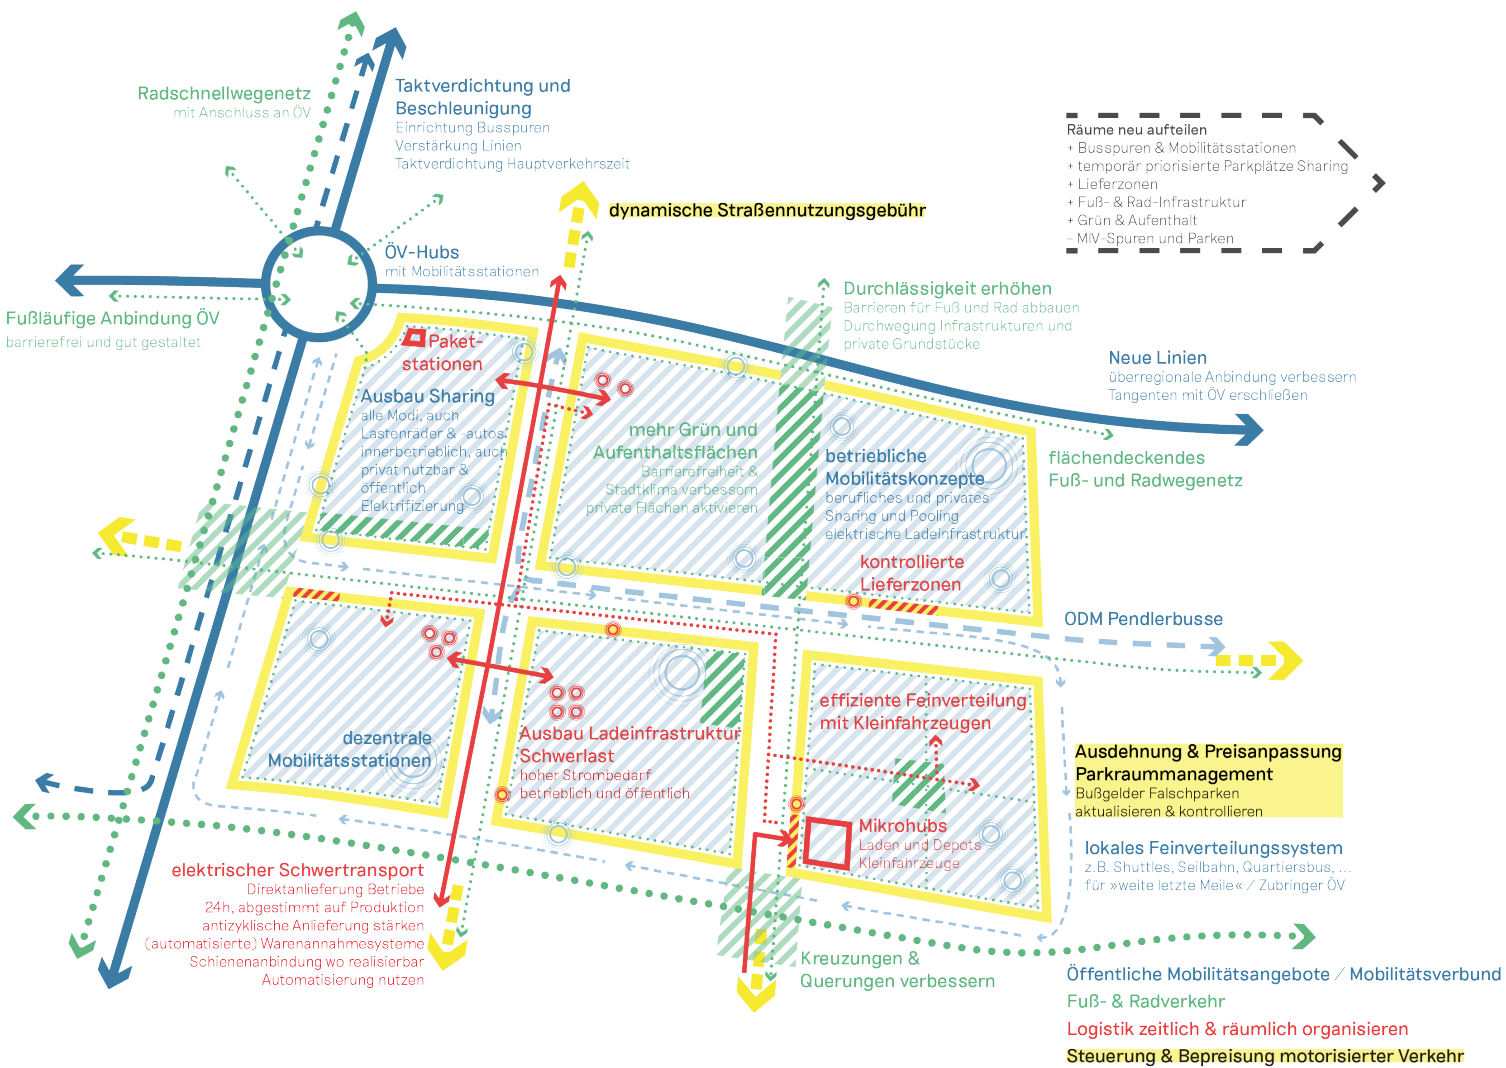 Radschnellwegenetz
mit Anschluss an ÖV
Taktverdichtung und
Beschleunigung
Einrichtung Busspuren
Verstärkung Linien
Taktverdichtung Hauptverkehrszeit
Räume neu aufteilen
+ Busspuren & Mobilitätsstationen
+ temporär priorisierte Parkplätze Sharing
+ Lieferzonen
+ Fuß- & Rad-Infrastruktur
+ Grün & Aufenthalt
– MIV-Spuren und Parken
dynamische Straßennutzungsgebühr
ÖV-Hubs
mit Mobilitätsstationen
Fußläufige Anbindung ÖV
barrierefrei und gut gestaltet
Durchlässigkeit erhöhen
Barrieren für Fuß und Rad abbauen
Durchwegung Infrastrukturen und
private Grundstücke
Paket-
stationen
Neue Linien
überregionale Anbindung verbessern
Tangenten mit ÖV erschließen
Ausbau Sharing
alle Modi, auch
Lastenräder & -autos
innerbetrieblich, auch
privat nutzbar &
öffentlich
Elektrifizierung
mehr Grün und
Aufenthaltsflächen
Barrierefreiheit &
Stadtklima verbessern
private Flächen aktivieren
betriebliche
Mobilitätskonzepte
berufliches und privates
Sharing und Pooling
elektrische Ladeinfrastruktur
flächendeckendes
Fuß- und Radwegenetz
kontrollierte
Lieferzonen
ODM Pendlerbusse
dezentrale
Mobilitätsstationen
Ausbau Ladeinfrastruktur
Schwerlast
hoher Strombedarf
betrieblich und öffentlich
effiziente Feinverteilung
mit Kleinfahrzeugen
Ausdehnung & Preisanpassung
Parkraummanagement
Bußgelder Falschparken
aktualisieren & kontrollieren
Mikrohubs
Laden und Depots
Kleinfahrzeuge
lokales Feinverteilungssystem
z.B. Shuttles, Seilbahn, Quartiersbus, ...
für »weite letzte Meile« / Zubringer ÖV
elektrischer Schwertransport
Direktanlieferung Betriebe
24h, abgestimmt auf Produktion
antizyklische Anlieferung stärken
(automatisierte) Warenannahmesysteme
Schienenanbindung wo realisierbar
Automatisierung nutzen
Kreuzungen &
Querungen verbessern
Öffentliche Mobilitätsangebote / Mobilitätsverbund
Fuß- & Radverkehr
Logistik zeitlich & räumlich organisieren
Steuerung & Bepreisung motorisierter Verkehr